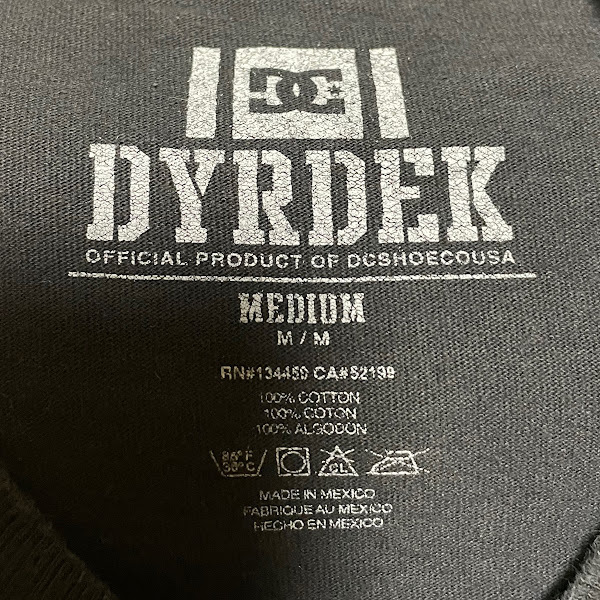 DC
DYRDEK
OFFICIAL PRODUCT OF DCSHOECOUSA
MEDIUM
M / M
RN#134459 CA#52199
100% COTTON
100% COTON
100% ALGODON
86° F
30°C
CL
MADE IN MEXICO
FABRIQUE AU MEXICO
HECHO EN MEXICO